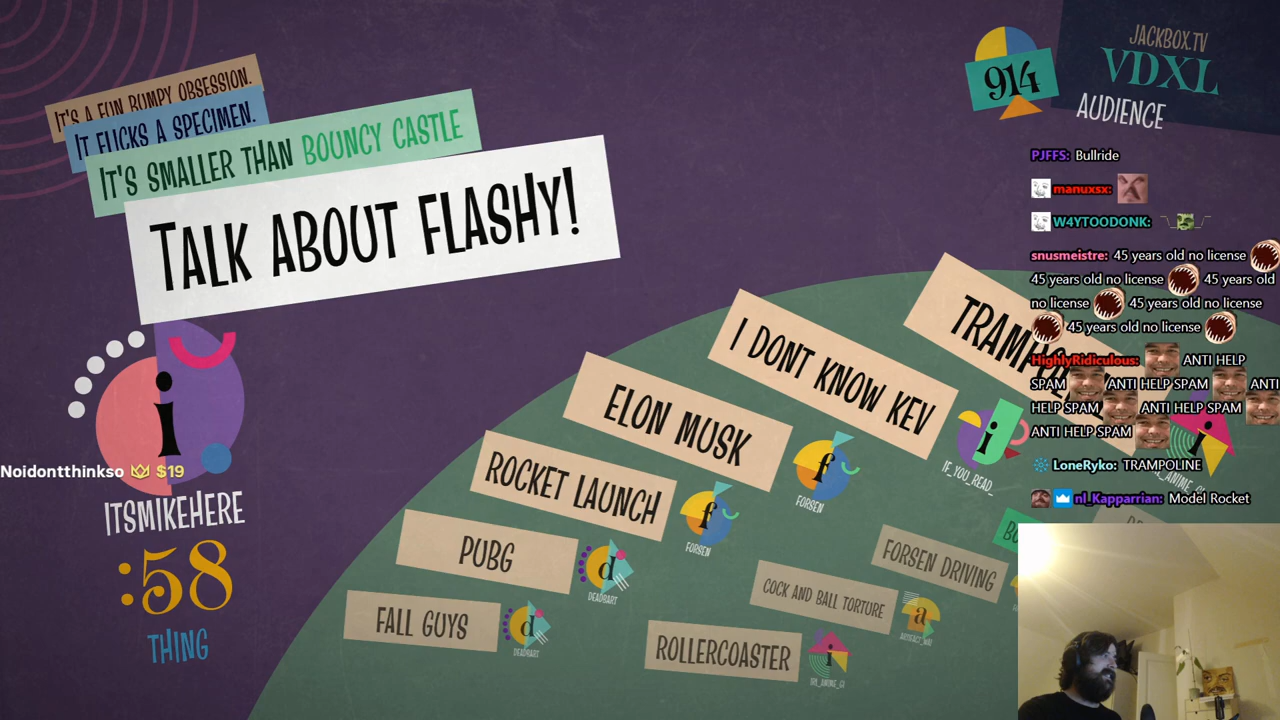 IT'S A FUN BUMPY OBSESSION.
IT FLICKS A SPECIMEN.
IT'S SMALLER THAN BOUNCY CASTLE
TALK ABOUT FLASHY!
914
JACKBOX.TV
VDXL
AUDIENCE
PJFFS: Bullride
manuxsx:
W4YTOODONK:
snusmeistre: 45 years old no license
45 years old no license 45 years old
no license 45 years old no license
45 years old no license
HighlyRidiculous: ANTI HELP
SPAM ANTI HELP SPAM ANTI
HELP SPAM ANTI HELP SPAM
ANTI HELP SPAM
LoneRyko: TRAMPOLINE
nl_Kapparrian: Model Rocket
I DONT KNOW KEV
i
IF_YOU_READ_
ELON MUSK
f
FORSEN
ROCKET LAUNCH
f
FORSEN
PUBG
d
DEADBART
FALL GUYS
d
DEADBART
FORSEN DRIVING
COCK AND BALL TORTURE
a
ROLLERCOASTER
i
i
Noidontthinkso $19
ITSMIKEHERE
:58
THING